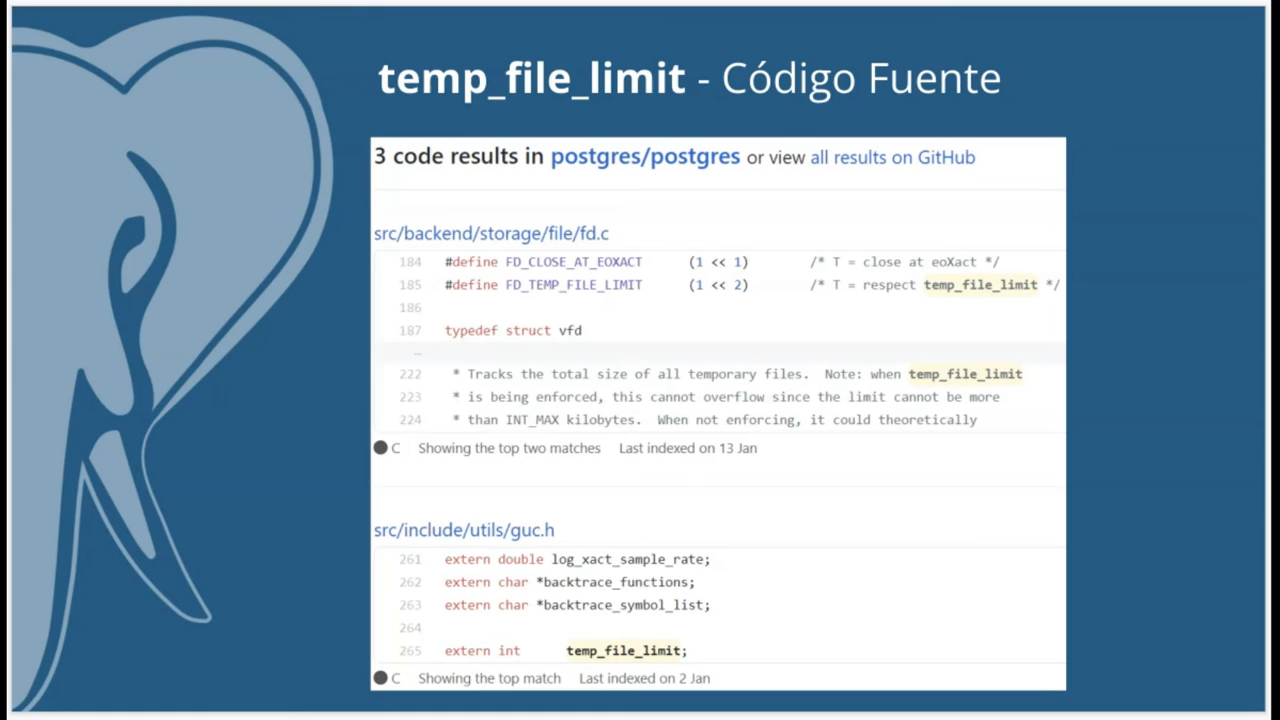 temp_file_limit - Código Fuente
3 code results in postgres/postgres or view all results on GitHub
src/backend/storage/file/fd.c
184 #define FD_CLOSE_AT_EOXACT (1 << 1) /* T = close at eoXact */
185 #define FD_TEMP_FILE_LIMIT (1 << 2) /* T = respect temp_file_limit */
186
187 typedef struct vfd
…
222 * Tracks the total size of all temporary files. Note: when temp_file_limit
223 * is being enforced, this cannot overflow since the limit cannot be more
224 * than INT_MAX kilobytes. When not enforcing, it could theoretically
C Showing the top two matches Last indexed on 13 Jan
src/include/utils/guc.h
261 extern double log_xact_sample_rate;
262 extern char *backtrace_functions;
263 extern char *backtrace_symbol_list;
264
265 extern int temp_file_limit;
C Showing the top match Last indexed on 2 Jan